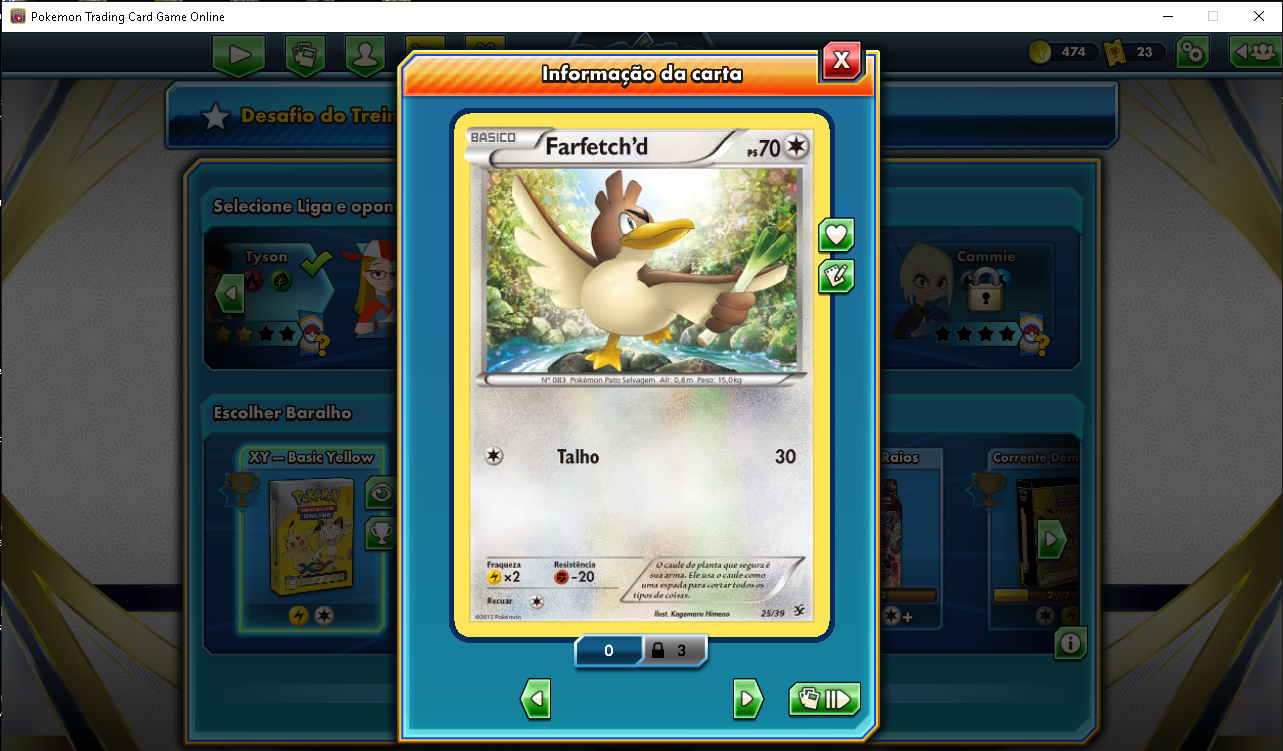 Pokemon Trading Card Game Online
474
23
Informação da carta
Desafio do Trein
Selecione Liga e opon
Tyson
Cammie
Escolher Baralho
XY — Basic Yellow
Raios
Corrente Dem
2/7
BÁSICO
Farfetch'd
PS70
Nº 083 Pokémon Pato Selvagem Alt: 0,8m Peso: 15,0kg
Talho
30
Fraqueza
×2
Resistência
-20
Recuar
O caule de planta que segura é
sua arma. Ele usa o caule como
uma espada para cortar todos os
tipos de coisas.
©2013 Pokémon
Ilust. Kagemaru Himeno
25/39
0
3